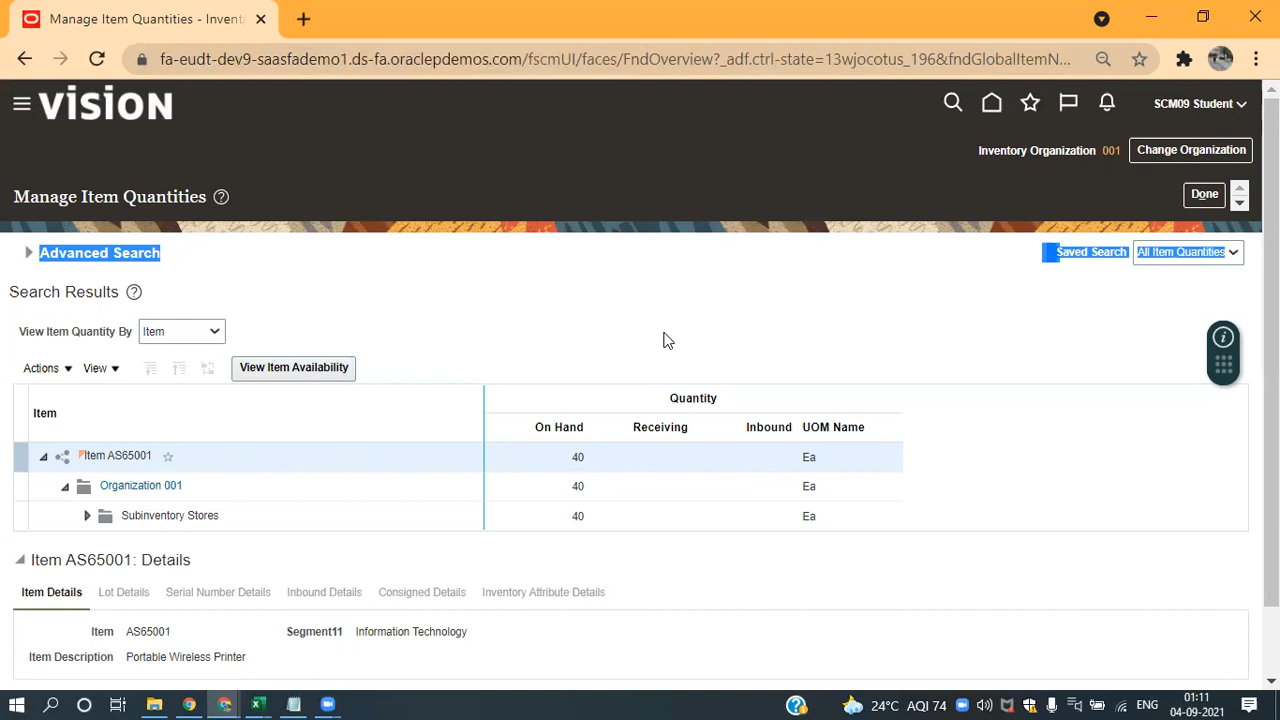 Manage Item Quantities - Invent
fa-eudt-dev9-saasfademo1.ds-fa.oraclepdemos.com/fscmUI/faces/FndOverview?_adf.ctrl-state=13wjocotus_196&fndGlobalItemN...
vision
SCM09 Student
Inventory Organization 001 Change Organization
Manage Item Quantities ? Done
Advanced Search Saved Search All Item Quantities
Search Results ?
View Item Quantity By Item
Actions View View Item Availability
Quantity
Item On Hand Receiving Inbound UOM Name
Item AS65001 40 Ea
Organization 001 40 Ea
Subinventory Stores 40 Ea
Item AS65001: Details
Item Details Lot Details Serial Number Details Inbound Details Consigned Details Inventory Attribute Details
Item AS65001 Segment11 Information Technology
Item Description Portable Wireless Printer
24°C AQI 74 ENG 01:11
04-09-2021